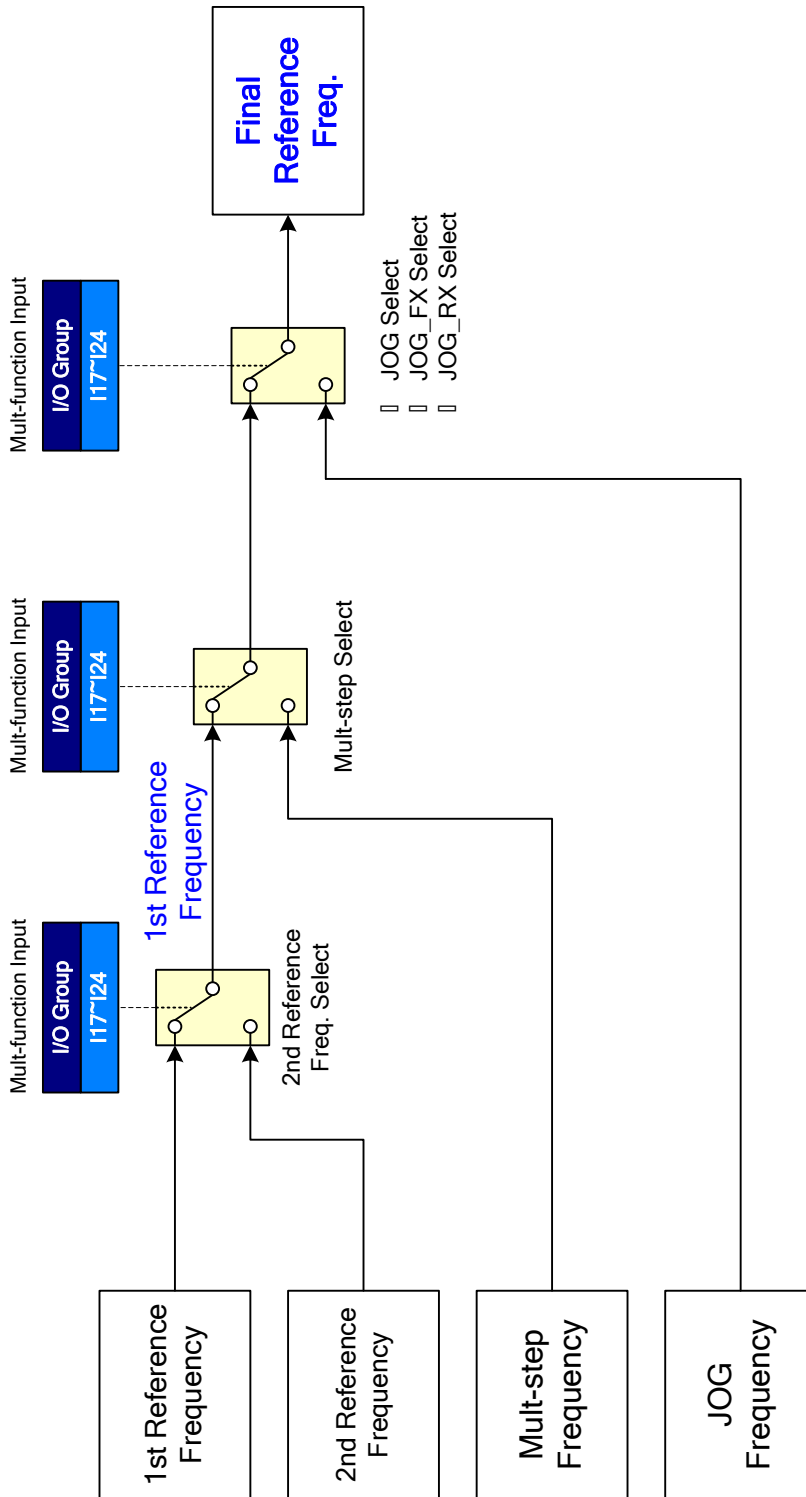 Mult-function Input
I/O Group
I17~I24
Mult-function Input
I/O Group
I17~I24
Mult-function Input
I/O Group
I17~I24
1st Reference
Frequency
2nd Reference
Frequency
Mult-step
Frequency
JOG
Frequency
2nd Reference
Freq. Select
1st Reference
Frequency
Mult-step Select
JOG Select
JOG_FX Select
JOG_RX Select
Final
Reference
Freq.